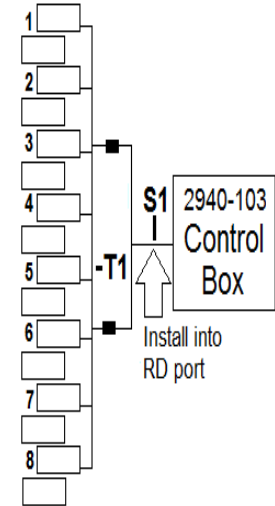 1
2
3
4
5
6
7
8
-T1
S1
2940-103
Control
Box
Install into
RD port